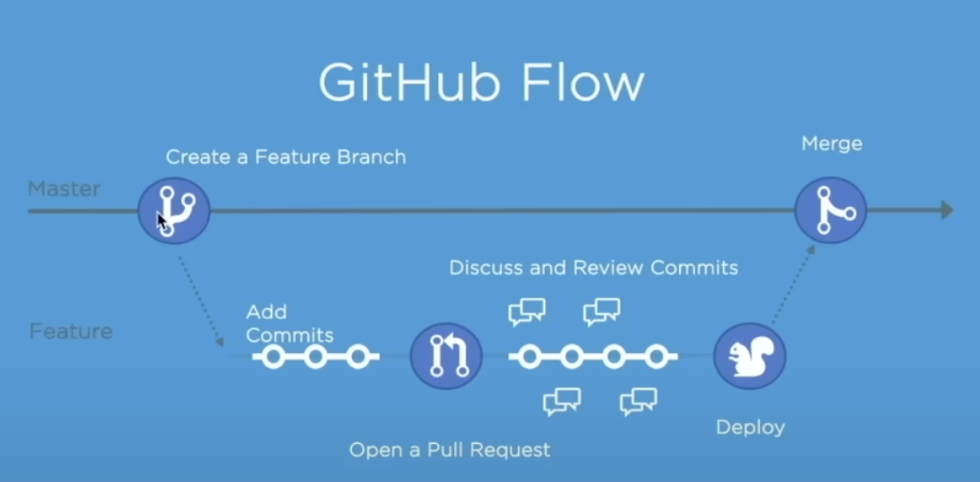 GitHub Flow
Create a Feature Branch
Merge
Master
Discuss and Review Commits
Add
Commits
Feature
Deploy
Open a Pull Request